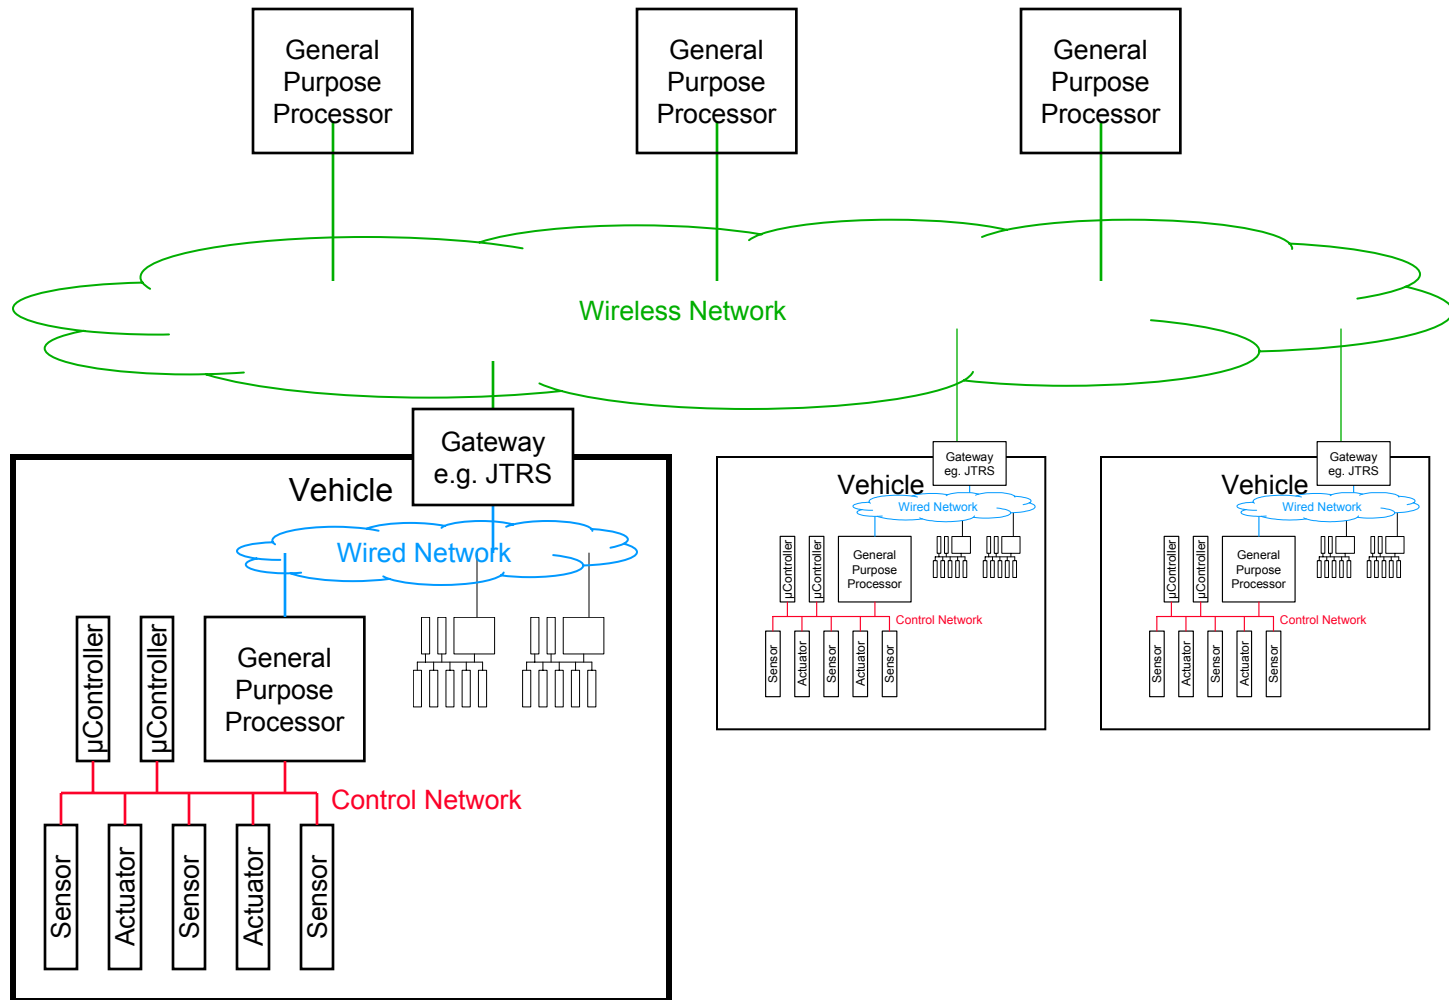 General
Purpose
Processor
General
Purpose
Processor
General
Purpose
Processor
Wireless Network
Gateway
e.g. JTRS
Vehicle
Wired Network
µController
µController
General
Purpose
Processor
Control Network
Sensor
Actuator
Sensor
Actuator
Sensor
Gateway
eg. JTRS
Vehicle
Wired Network
µController
µController
General
Purpose
Processor
Control Network
Sensor
Actuator
Sensor
Actuator
Sensor
Gateway
eg. JTRS
Vehicle
Wired Network
µController
µController
General
Purpose
Processor
Control Network
Sensor
Actuator
Sensor
Actuator
Sensor